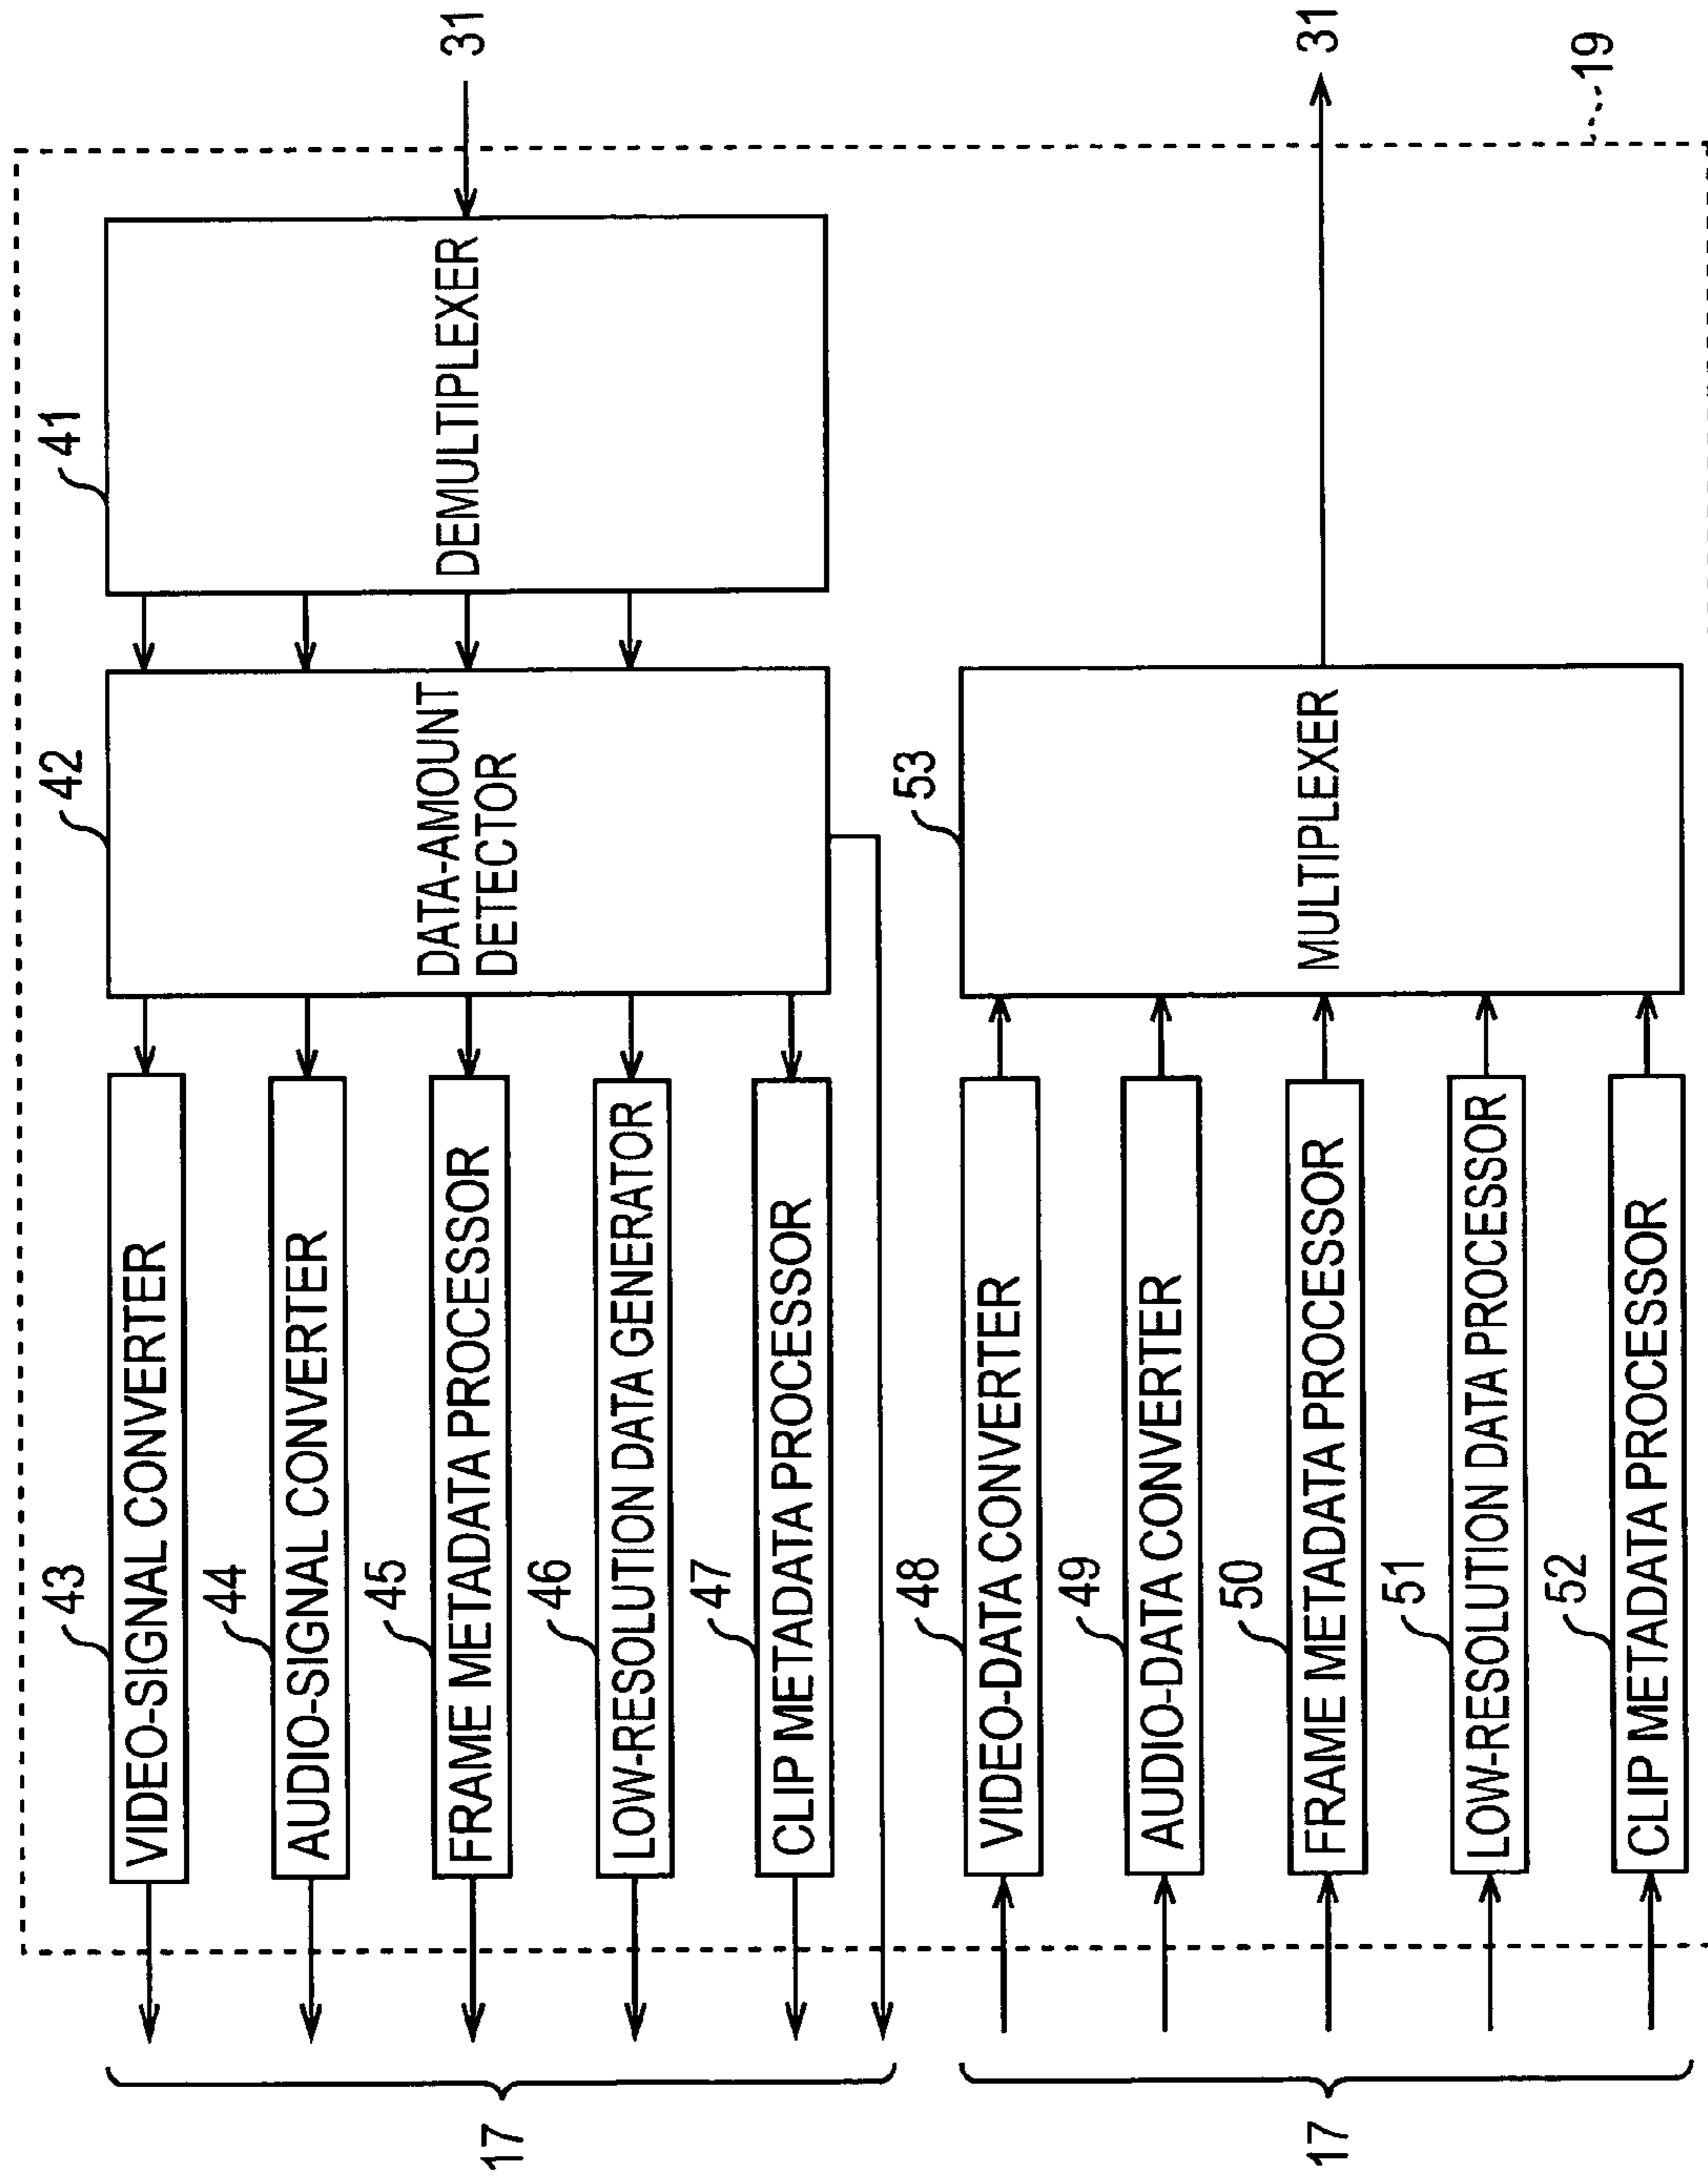 31
19
41
DEMULTIPLEXER
42
DATA-AMOUNT
DETECTOR
43
VIDEO-SIGNAL CONVERTER
44
AUDIO-SIGNAL CONVERTER
45
FRAME METADATA PROCESSOR
46
LOW-RESOLUTION DATA GENERATOR
47
CLIP METADATA PROCESSOR
17
31
53
MULTIPLEXER
48
VIDEO-DATA CONVERTER
49
AUDIO-DATA CONVERTER
50
FRAME METADATA PROCESSOR
51
LOW-RESOLUTION DATA PROCESSOR
52
CLIP METADATA PROCESSOR
17